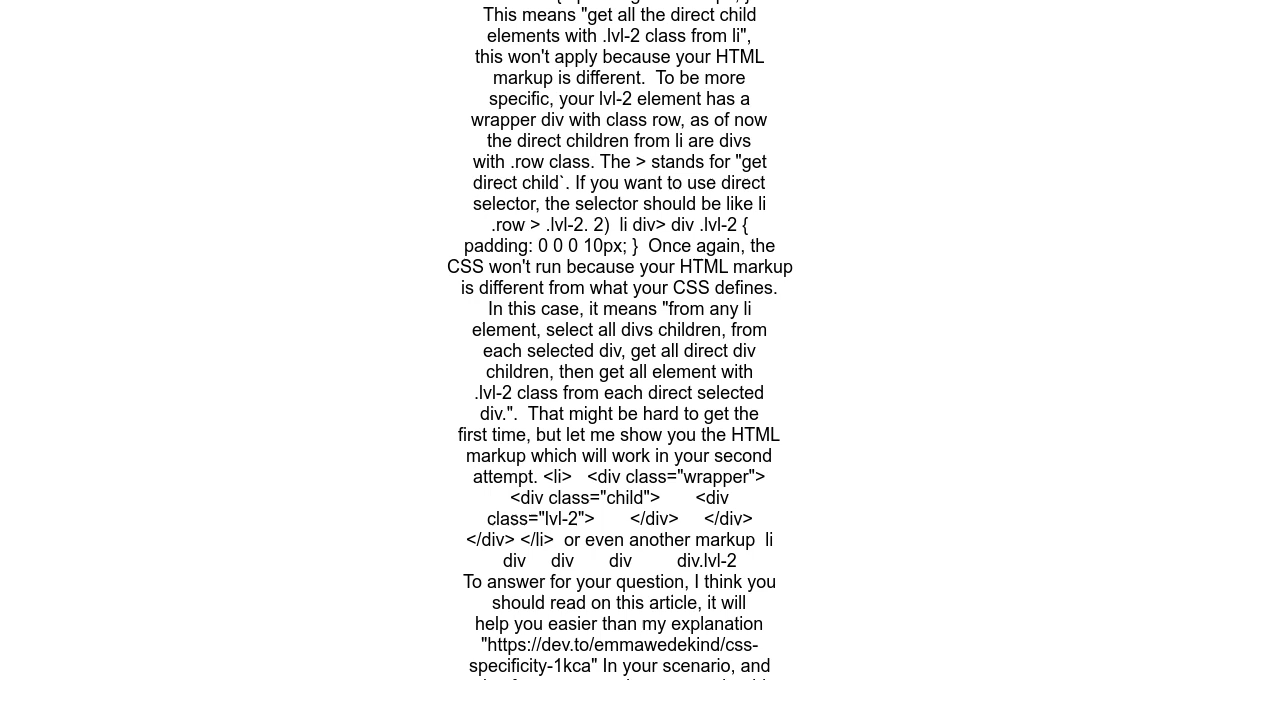 This means "get all the direct child
elements with .lvl-2 class from li",
this won't apply because your HTML
markup is different.  To be more
specific, your lvl-2 element has a
wrapper div with class row, as of now
the direct children from li are divs
with .row class. The > stands for "get
direct child`. If you want to use direct
selector, the selector should be like li
.row > .lvl-2. 2)  li div> div .lvl-2 {
padding: 0 0 0 10px; }  Once again, the
CSS won't run because your HTML markup
is different from what your CSS defines.
In this case, it means "from any li
element, select all divs children, from
each selected div, get all direct div
children, then get all element with
.lvl-2 class from each direct selected
div.".  That might be hard to get the
first time, but let me show you the HTML
markup which will work in your second
attempt. <li>   <div class="wrapper">
<div class="child">       <div
class="lvl-2">       </div>     </div>
</div> </li>  or even another markup  li
div     div       div         div.lvl-2
To answer for your question, I think you
should read on this article, it will
help you easier than my explanation
"https://dev.to/emmawedekind/css-
specificity-1kca" In your scenario, and